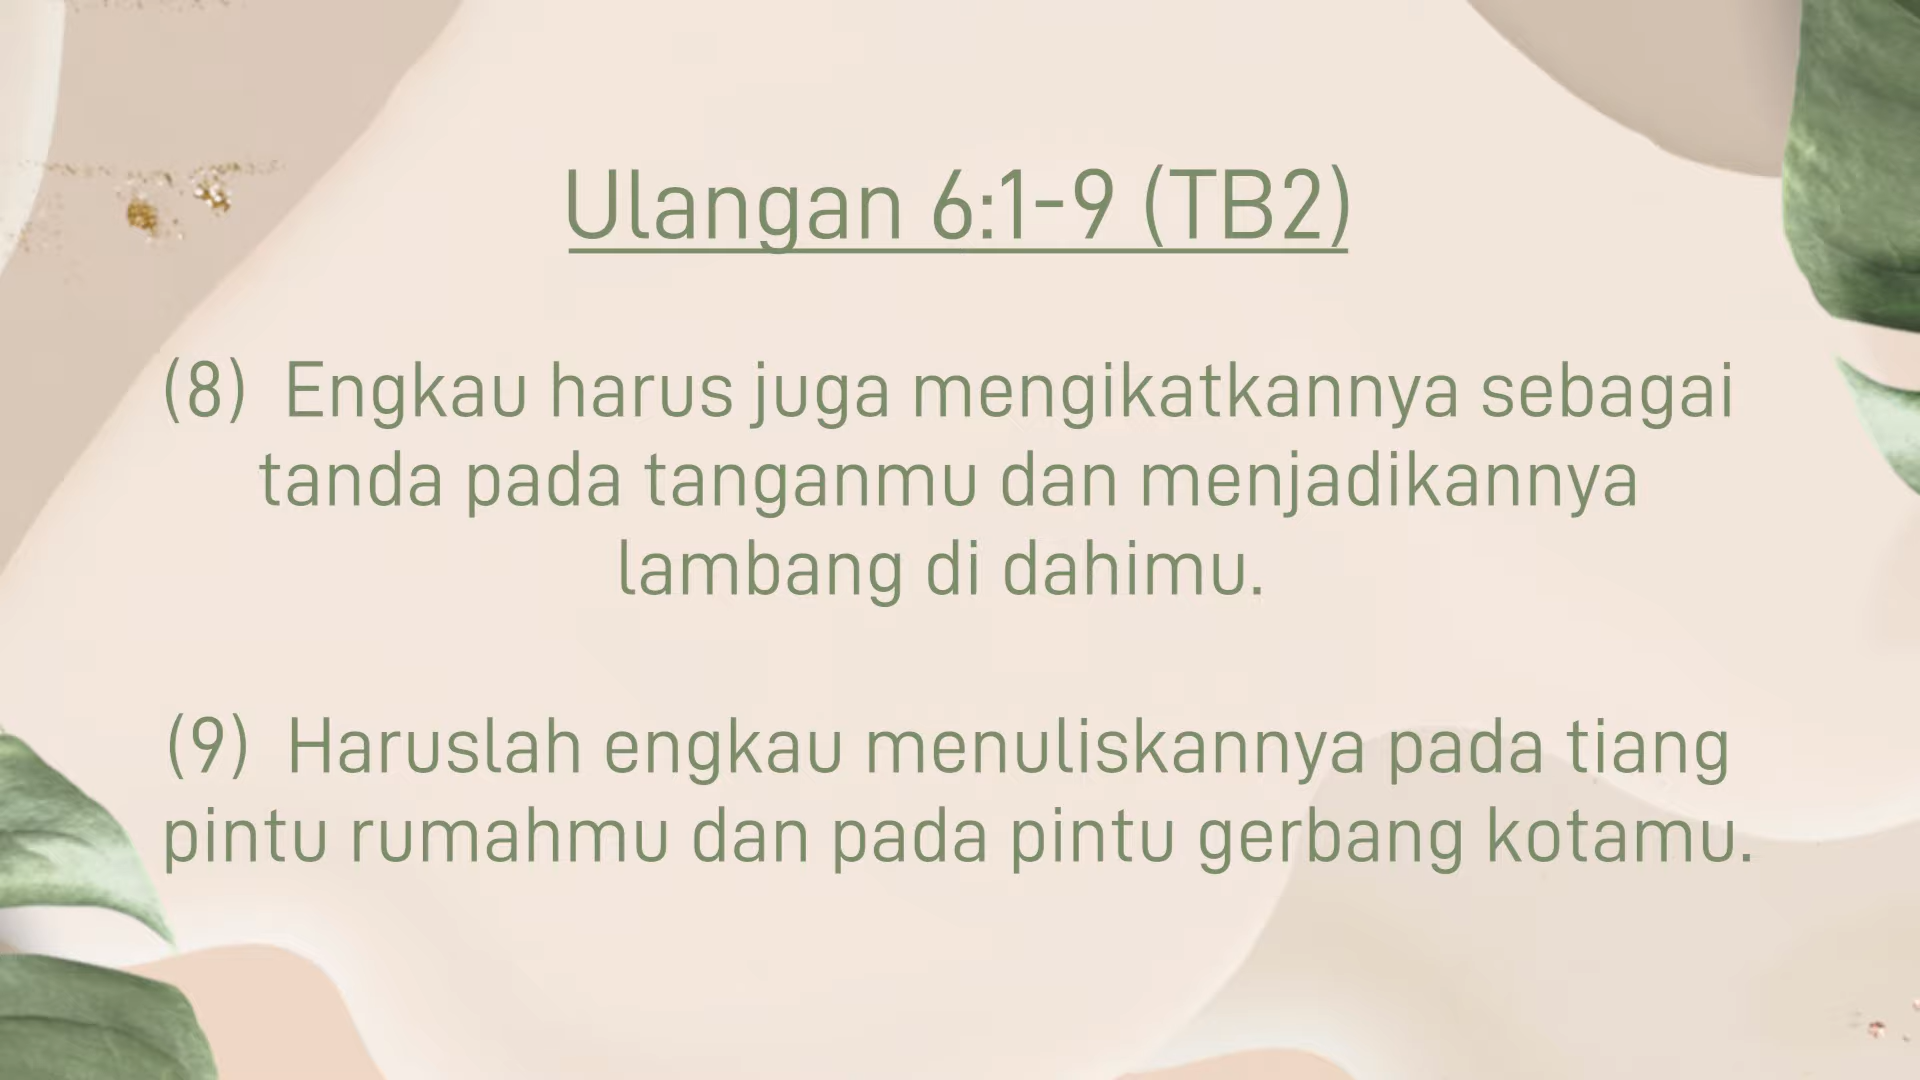 Ulangan 6:1-9 (TB2)
(8) Engkau harus juga mengikatkannya sebagai
tanda pada tanganmu dan menjadikannya
lambang di dahimu.
(9) Haruslah engkau menuliskannya pada tiang
pintu rumahmu dan pada pintu gerbang kotamu.